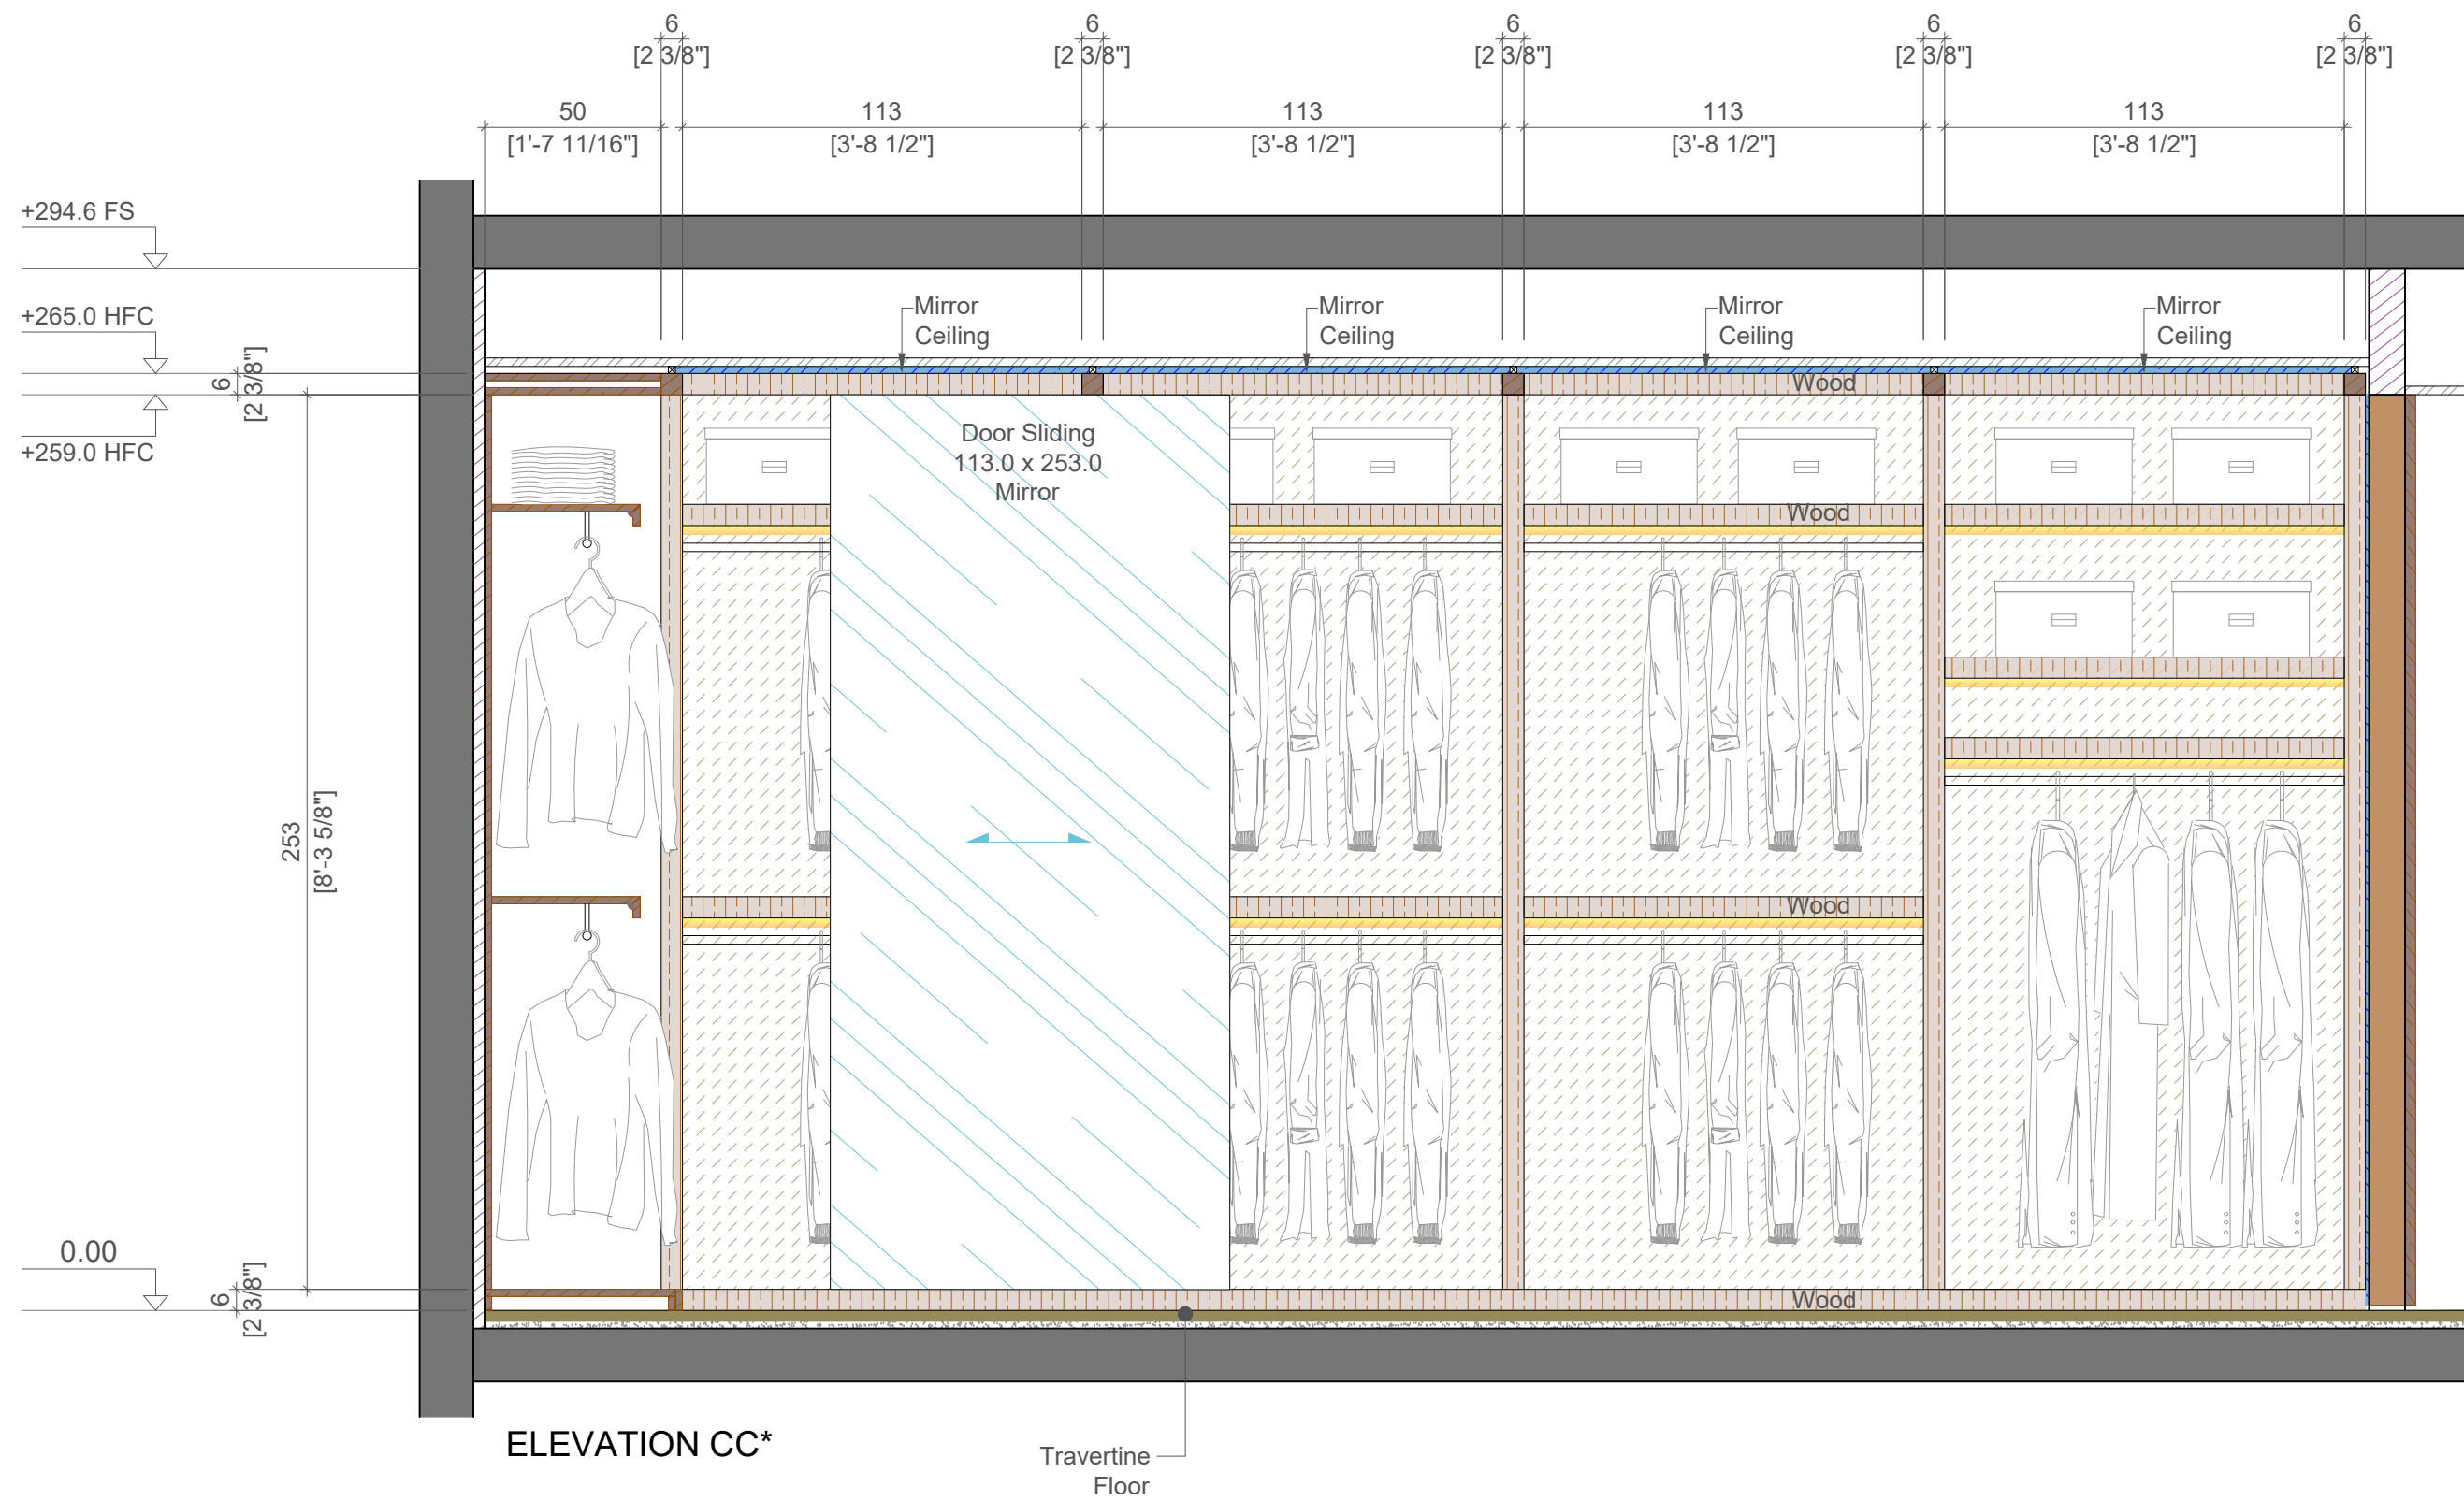 6
[2 3/8"]
6
[2 3/8"]
6
[2 3/8"]
6
[2 3/8"]
6
[2 3/8"]
50
[1'-7 11/16"]
113
[3'-8 1/2"]
113
[3'-8 1/2"]
113
[3'-8 1/2"]
113
[3'-8 1/2"]
+294.6 FS
+265.0 HFC
6
[2 3/8"]
+259.0 HFC
Mirror
Ceiling
Mirror
Ceiling
Mirror
Ceiling
Mirror
Ceiling
Wood
Door Sliding
113.0 x 253.0
Mirror
Wood
253
[8'-3 5/8"]
Wood
0.00
6
[2 3/8"]
Wood
ELEVATION CC*
Travertine
Floor